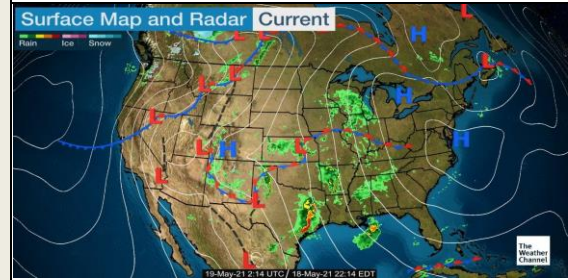 Surface Map and Radar Current
Rain Ice Snow
L
H
L
L
L
L
L
H
L
L
H
L
L
H
L
L
L
The
Weather
Channel
19-May-21 2:14 UTC / 18-May-21 22:14 EDT